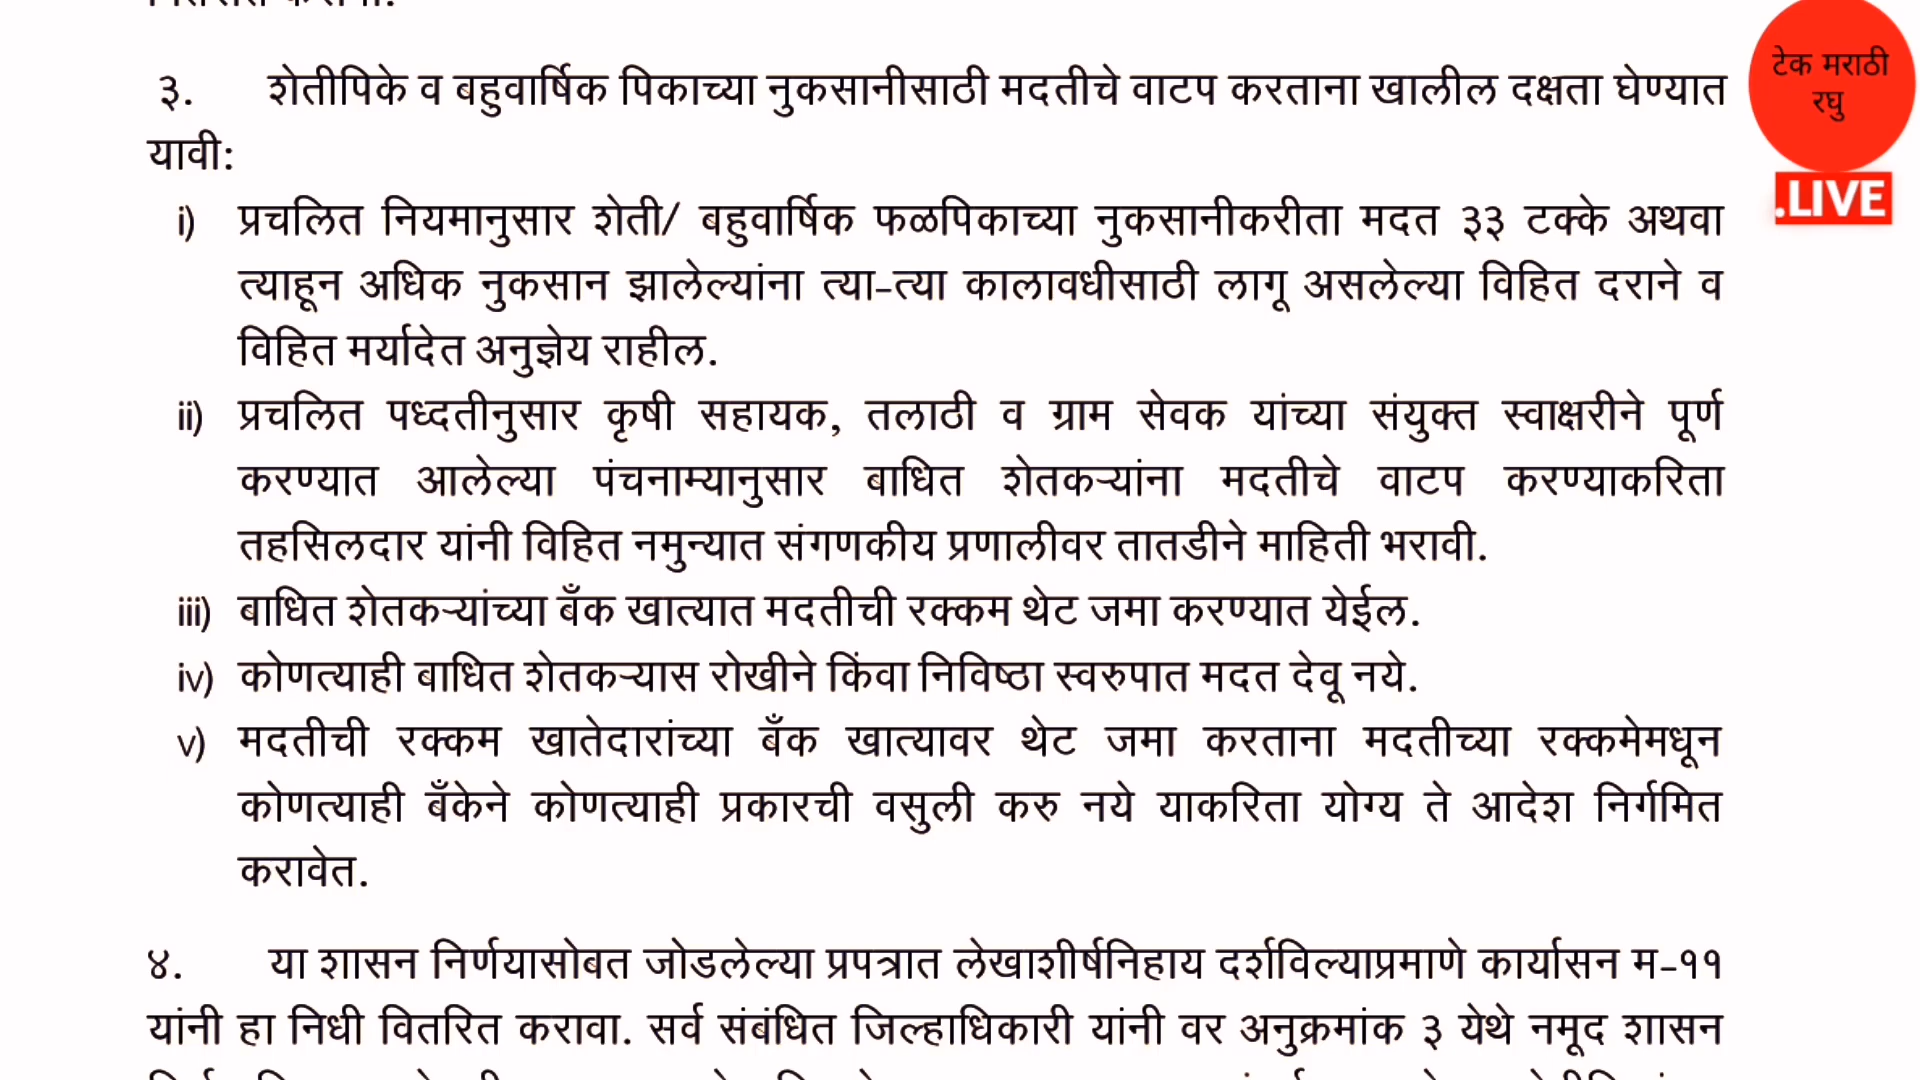 ३. शेतीपिके व बहुवार्षिक पिकाच्या नुकसानीसाठी मदतीचे वाटप करताना खालील दक्षता घेण्यात
यावी:
i) प्रचलित नियमानुसार शेती/ बहुवार्षिक फळपिकाच्या नुकसानीकरीता मदत ३३ टक्के अथवा
त्याहून अधिक नुकसान झालेल्यांना त्या-त्या कालावधीसाठी लागू असलेल्या विहित दराने व
विहित मर्यादेत अनुज्ञेय राहील.
ii) प्रचलित पध्दतीनुसार कृषी सहायक, तलाठी व ग्राम सेवक यांच्या संयुक्त स्वाक्षरीने पूर्ण
करण्यात आलेल्या पंचनाम्यानुसार बाधित शेतकऱ्यांना मदतीचे वाटप करण्याकरिता
तहसिलदार यांनी विहित नमुन्यात संगणकीय प्रणालीवर तातडीने माहिती भरावी.
iii) बाधित शेतकऱ्यांच्या बँक खात्यात मदतीची रक्कम थेट जमा करण्यात येईल.
iv) कोणत्याही बाधित शेतकऱ्यास रोखीने किंवा निविष्ठा स्वरुपात मदत देवू नये.
v) मदतीची रक्कम खातेदारांच्या बँक खात्यावर थेट जमा करताना मदतीच्या रक्कमेमधून
कोणत्याही बँकेने कोणत्याही प्रकारची वसुली करु नये याकरिता योग्य ते आदेश निर्गमित
करावेत.
४. या शासन निर्णयासोबत जोडलेल्या प्रपत्रात लेखाशीर्षनिहाय दर्शविल्याप्रमाणे कार्यासन म-११
यांनी हा निधी वितरित करावा. सर्व संबंधित जिल्हाधिकारी यांनी वर अनुक्रमांक ३ येथे नमूद शासन
टेक मराठी
रघु
.LIVE